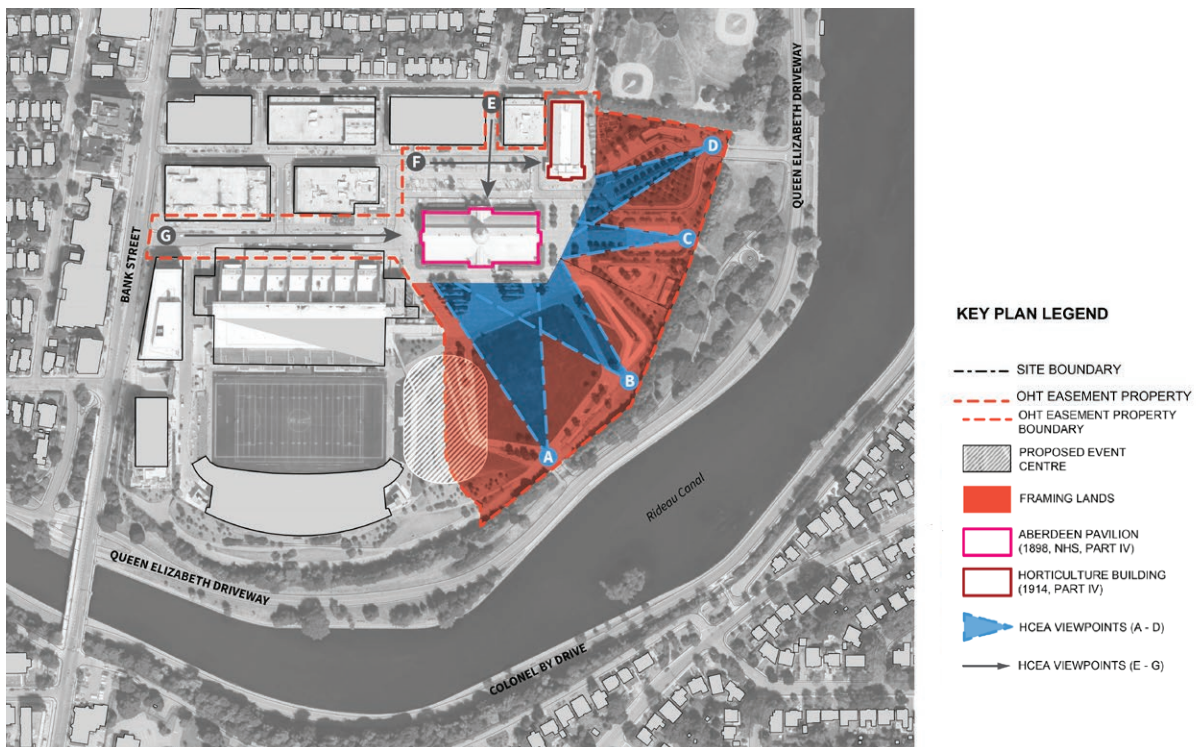 E
F
G
D
C
B
A
BANK STREET
QUEEN ELIZABETH DRIVEWAY
Rideau Canal
QUEEN ELIZABETH DRIVEWAY
COLONEL BY DRIVE
KEY PLAN LEGEND
SITE BOUNDARY
OHT EASEMENT PROPERTY
OHT EASEMENT PROPERTY
BOUNDARY
PROPOSED EVENT
CENTRE
FRAMING LANDS
ABERDEEN PAVILION
(1898, NHS, PART IV)
HORTICULTURE BUILDING
(1914, PART IV)
HCEA VIEWPOINTS (A - D)
HCEA VIEWPOINTS (E - G)